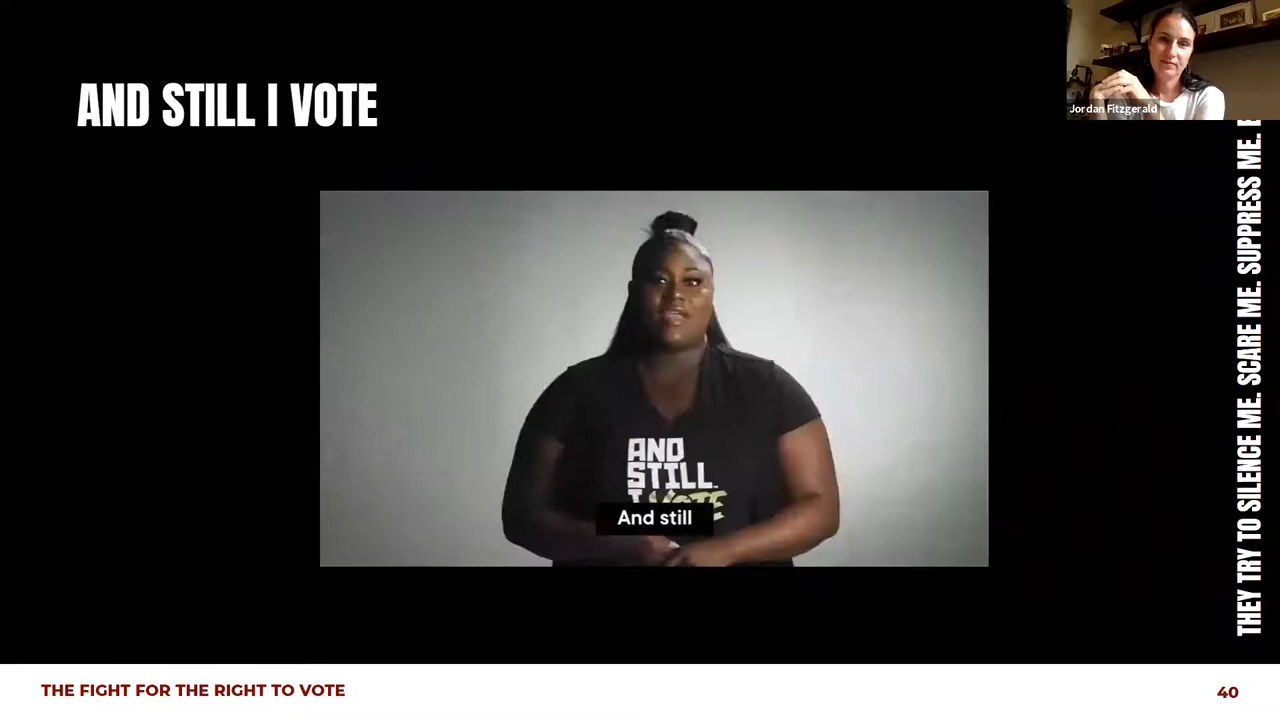 AND STILL I VOTE
Jordan Fitzgerald
AND
STILL
I VOTE
And still
THEY TRY TO SILENCE ME. SCARE ME. SUPPRESS ME.
THE FIGHT FOR THE RIGHT TO VOTE
40